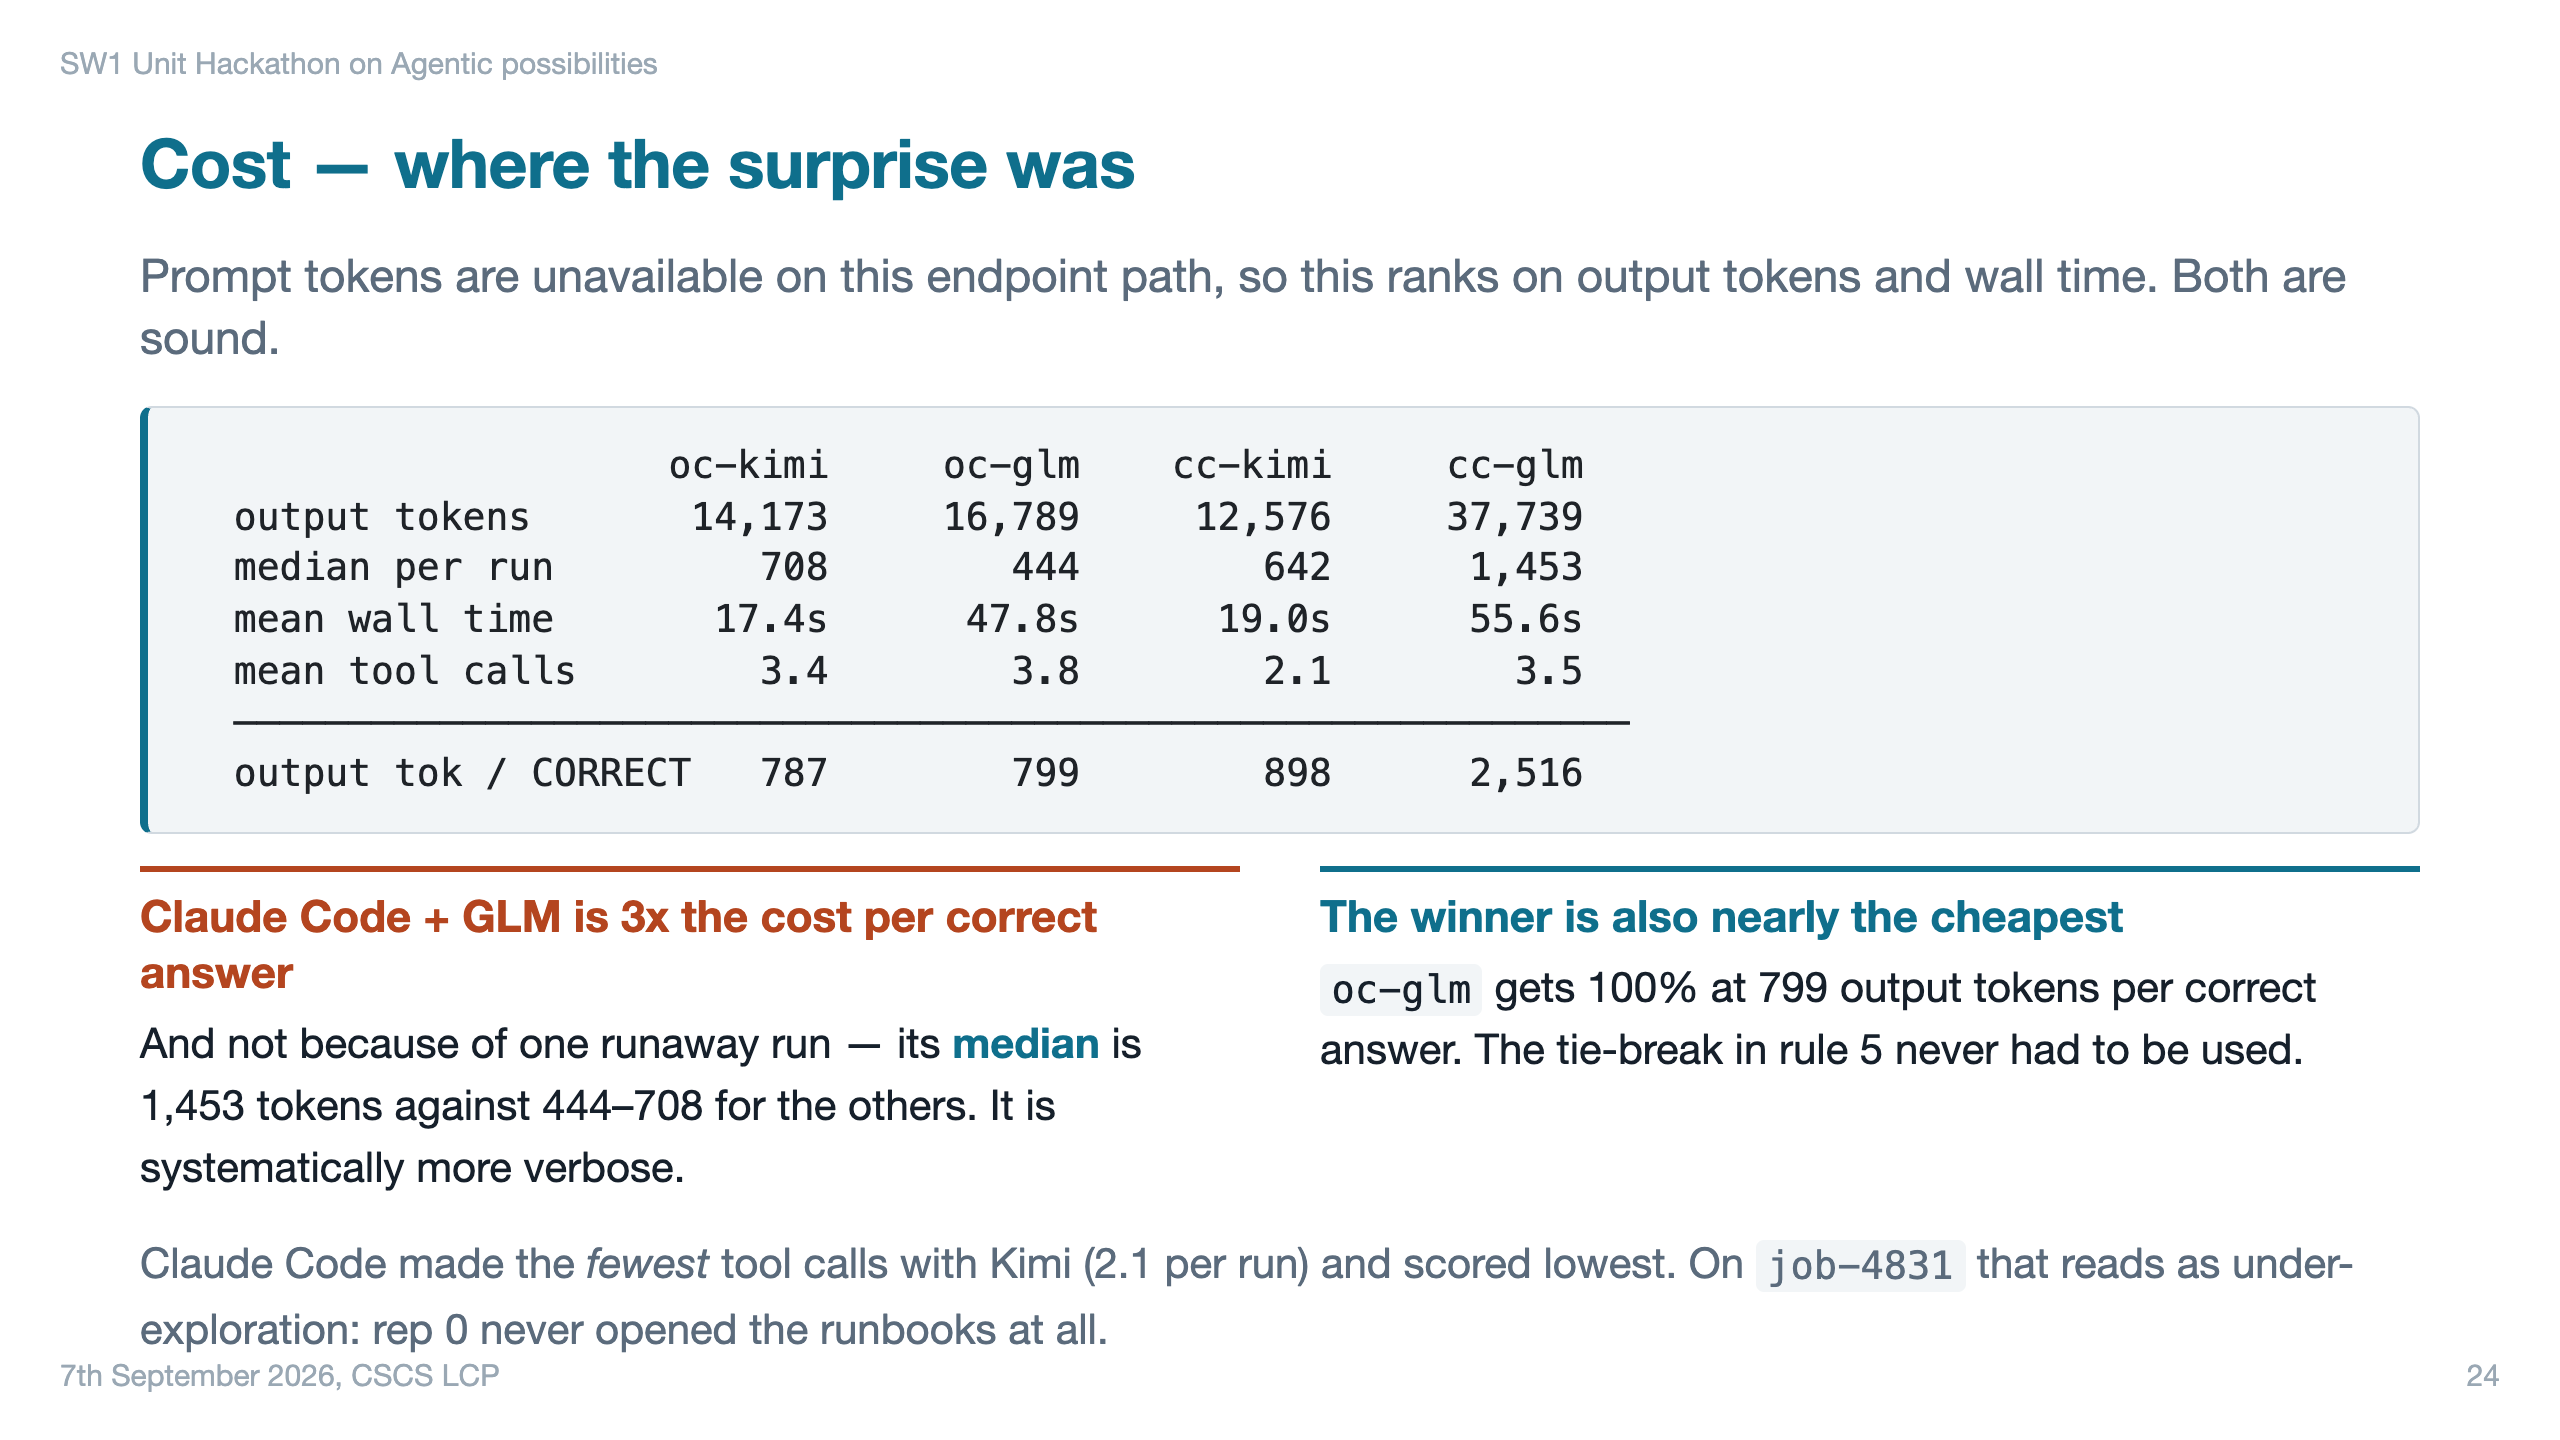 SW1 Unit Hackathon on Agentic possibilities
Cost — where the surprise was
Prompt tokens are unavailable on this endpoint path, so this ranks on output tokens and wall time. Both are
sound.
oc-kimi oc-glm cc-kimi cc-glm
output tokens 14,173 16,789 12,576 37,739
median per run 708 444 642 1,453
mean wall time 17.4s 47.8s 19.0s 55.6s
mean tool calls 3.4 3.8 2.1 3.5
output tok / CORRECT 787 799 898 2,516
Claude Code + GLM is 3x the cost per correct
answer
And not because of one runaway run — its median is
1,453 tokens against 444–708 for the others. It is
systematically more verbose.
The winner is also nearly the cheapest
oc-glm gets 100% at 799 output tokens per correct
answer. The tie-break in rule 5 never had to be used.
Claude Code made the fewest tool calls with Kimi (2.1 per run) and scored lowest. On job-4831 that reads as under-
exploration: rep 0 never opened the runbooks at all.
7th September 2026, CSCS LCP
24